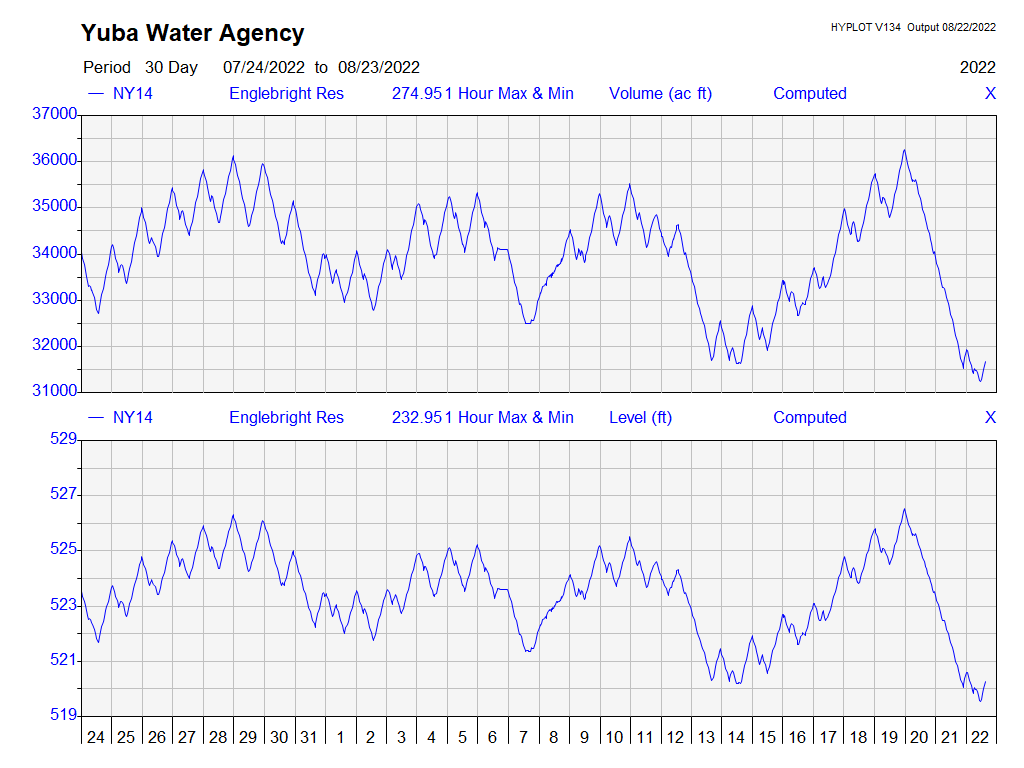 Yuba Water Agency
HYPLOT V134 Output 08/22/2022
Period 30 Day 07/24/2022 to 08/23/2022 2022
NY14 Englebright Res 274.951 Hour Max & Min Volume (ac ft) Computed X
37000
36000
35000
34000
33000
32000
31000
NY14 Englebright Res 232.951 Hour Max & Min Level (ft) Computed X
529
527
525
523
521
519
24 25 26 27 28 29 30 31 1 2 3 4 5 6 7 8 9 10 11 12 13 14 15 16 17 18 19 20 21 22